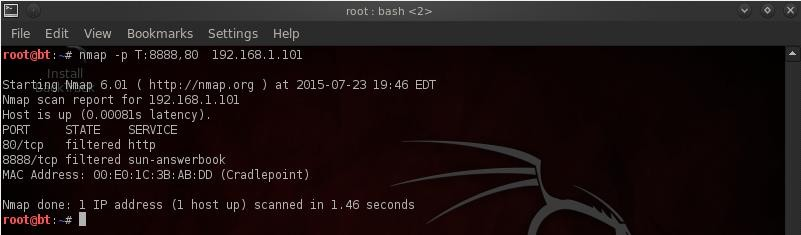 root : bash <2>
File Edit View Bookmarks Settings Help
root@bt:~# nmap -p T:8888,80  192.168.1.101
Install
BackTrack
Starting Nmap 6.01 ( http://nmap.org ) at 2015-07-23 19:46 EDT
Nmap scan report for 192.168.1.101
Host is up (0.00081s latency).
PORT     STATE    SERVICE
80/tcp   filtered http
8888/tcp filtered sun-answerbook
MAC Address: 00:E0:1C:3B:AB:DD (Cradlepoint)
Nmap done: 1 IP address (1 host up) scanned in 1.46 seconds
root@bt:~#